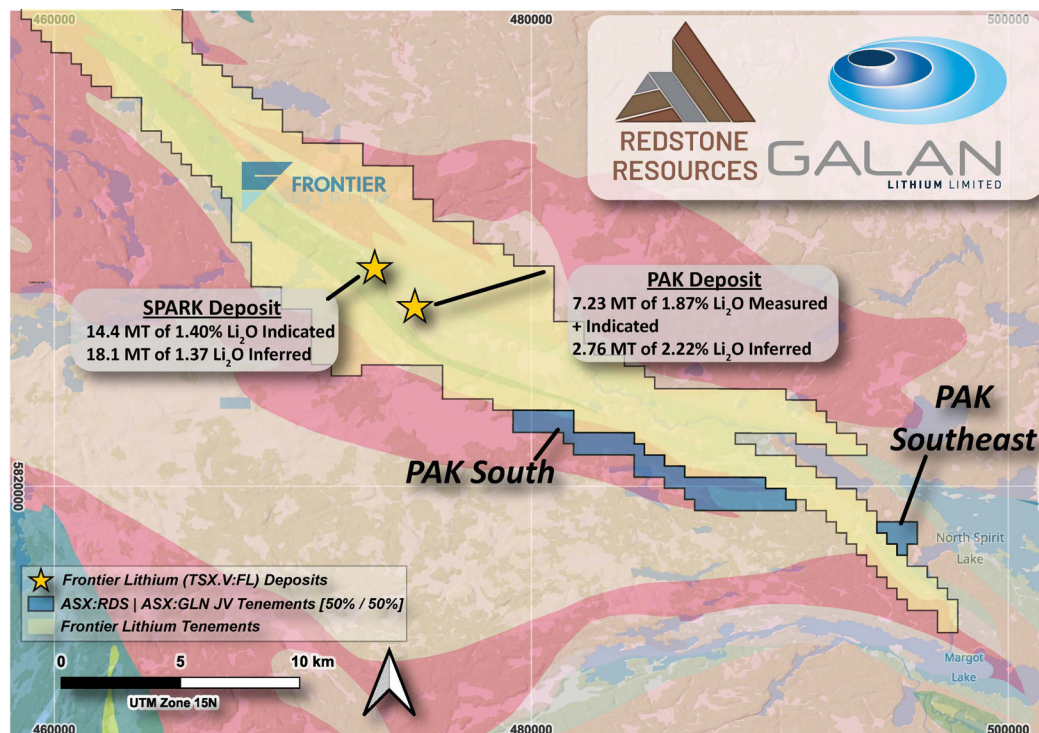 460000
480000
500000
REDSTONE
RESOURCES
GALAN
LITHIUM LIMITED
FRONTIER
SPARK Deposit
14.4 MT of 1.40% Li₂O Indicated
18.1 MT of 1.37 Li₂O Inferred
PAK Deposit
7.23 MT of 1.87% Li₂O Measured
+ Indicated
2.76 MT of 2.22% Li₂O Inferred
PAK
Southeast
PAK South
5820000
5820000
North Spirit
Lake
Frontier Lithium (TSX.V:FL) Deposits
ASX:RDS | ASX:GLN JV Tenements [50% / 50%]
Frontier Lithium Tenements
0
5
10 km
UTM Zone 15N
Margot
Lake
460000
480000
500000